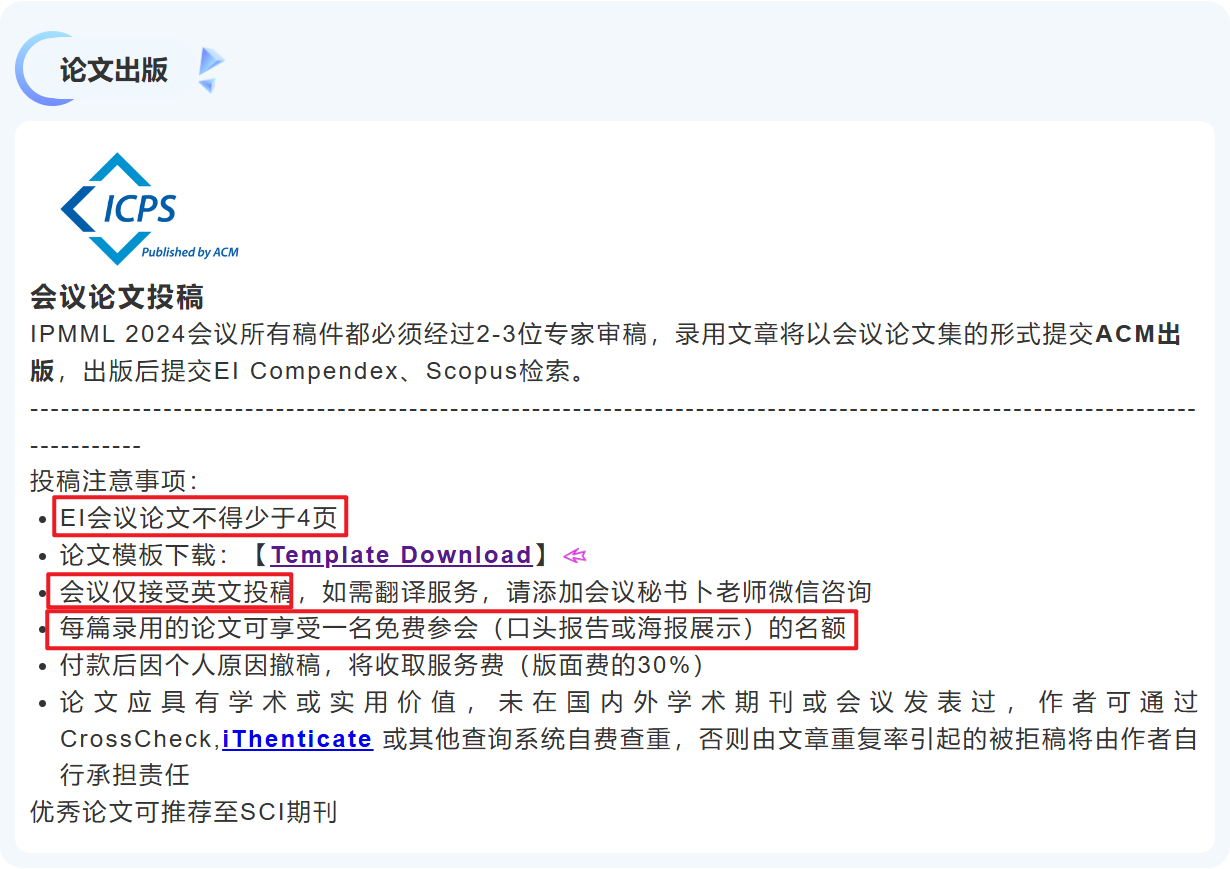 论文出版
ICPS
Published by ACM
会议论文投稿
IPMML 2024会议所有稿件都必须经过2-3位专家审稿，录用文章将以会议论文集的形式提交ACM出
版，出版后提交EI Compendex、Scopus检索。
--------------------------------------------------------------------------------------------------------------------
-----------
投稿注意事项：
• EI会议论文不得少于4页
• 论文模板下载：【Template Download】
• 会议仅接受英文投稿，如需翻译服务，请添加会议秘书卜老师微信咨询
• 每篇录用的论文可享受一名免费参会（口头报告或海报展示）的名额
• 付款后因个人原因撤稿，将收取服务费（版面费的30%）
• 论文应具有学术或实用价值，未在国内外学术期刊或会议发表过，作者可通过
CrossCheck,iThenticate 或其他查询系统自费查重，否则由文章重复率引起的被拒稿将由作者自
行承担责任
优秀论文可推荐至SCI期刊